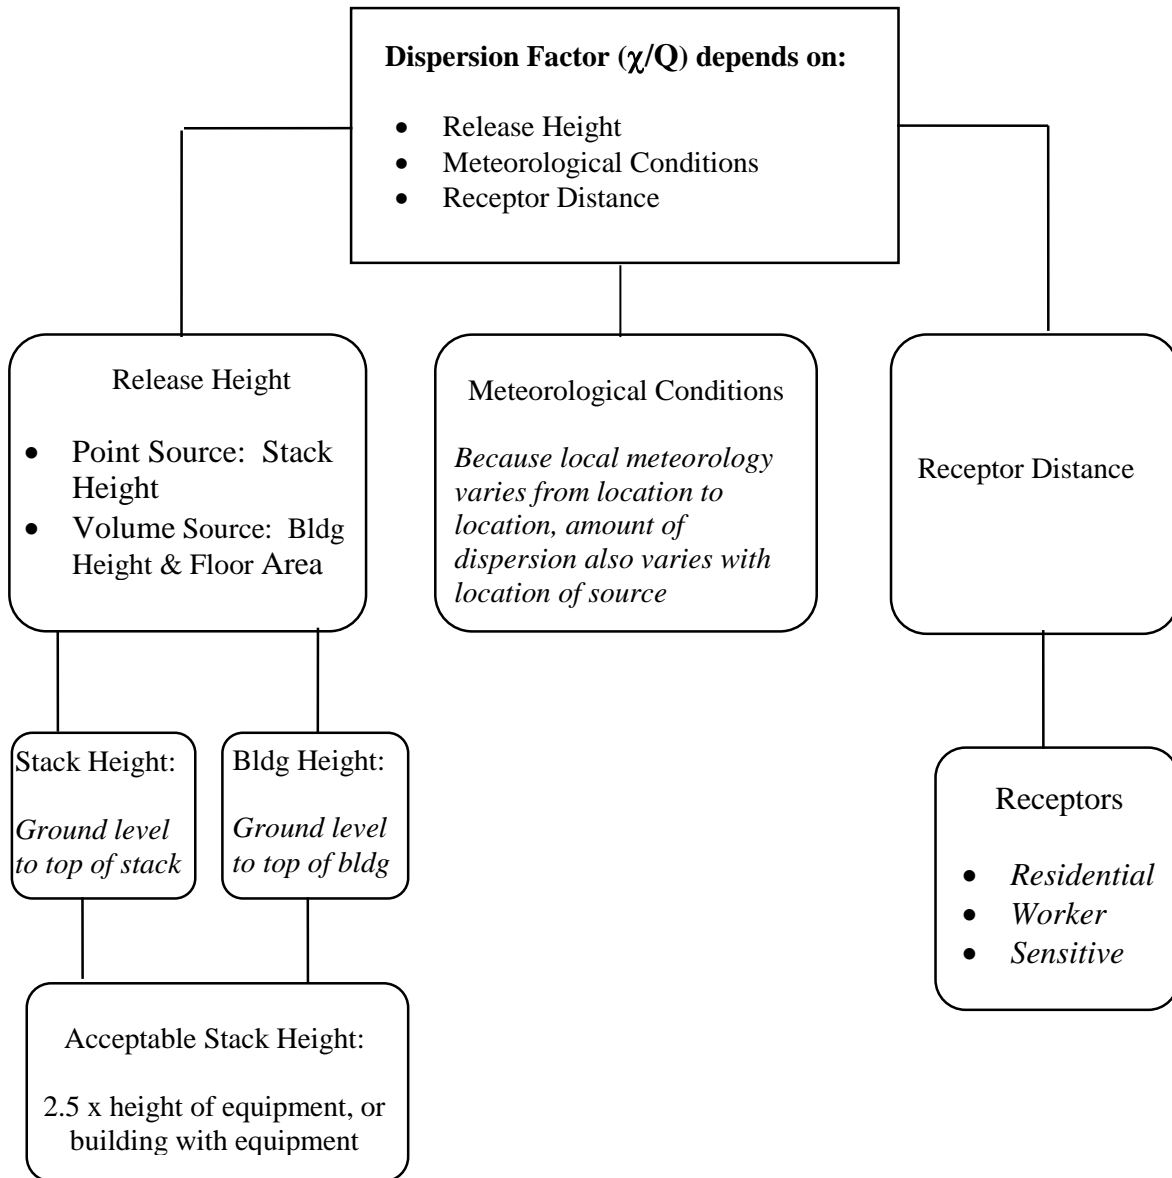 Dispersion Factor (χ/Q) depends on:
• Release Height
• Meteorological Conditions
• Receptor Distance
Release Height
• Point Source: Stack
Height
• Volume Source: Bldg
Height & Floor Area
Meteorological Conditions
Because local meteorology
varies from location to
location, amount of
dispersion also varies with
location of source
Receptor Distance
Stack Height:
Ground level
to top of stack
Bldg Height:
Ground level
to top of bldg
Receptors
• Residential
• Worker
• Sensitive
Acceptable Stack Height:
2.5 x height of equipment, or
building with equipment